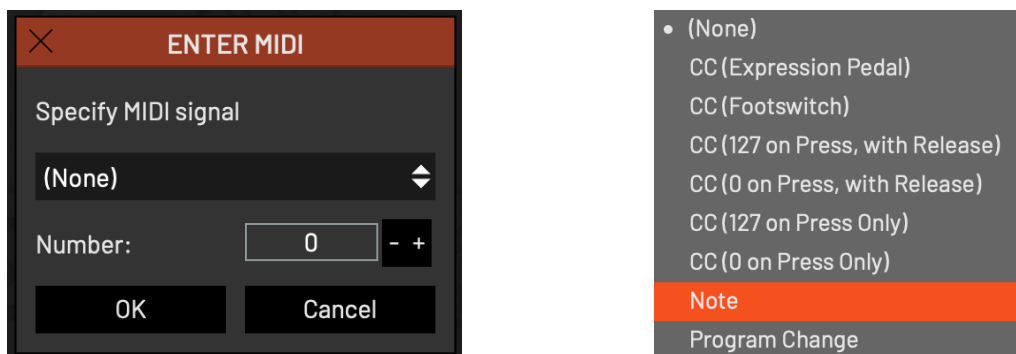 ENTER MIDI
Specify MIDI signal
(None)
Number:
0
- +
OK
Cancel
• (None)
CC (Expression Pedal)
CC (Footswitch)
CC (127 on Press, with Release)
CC (0 on Press, with Release)
CC (127 on Press Only)
CC (0 on Press Only)
Note
Program Change